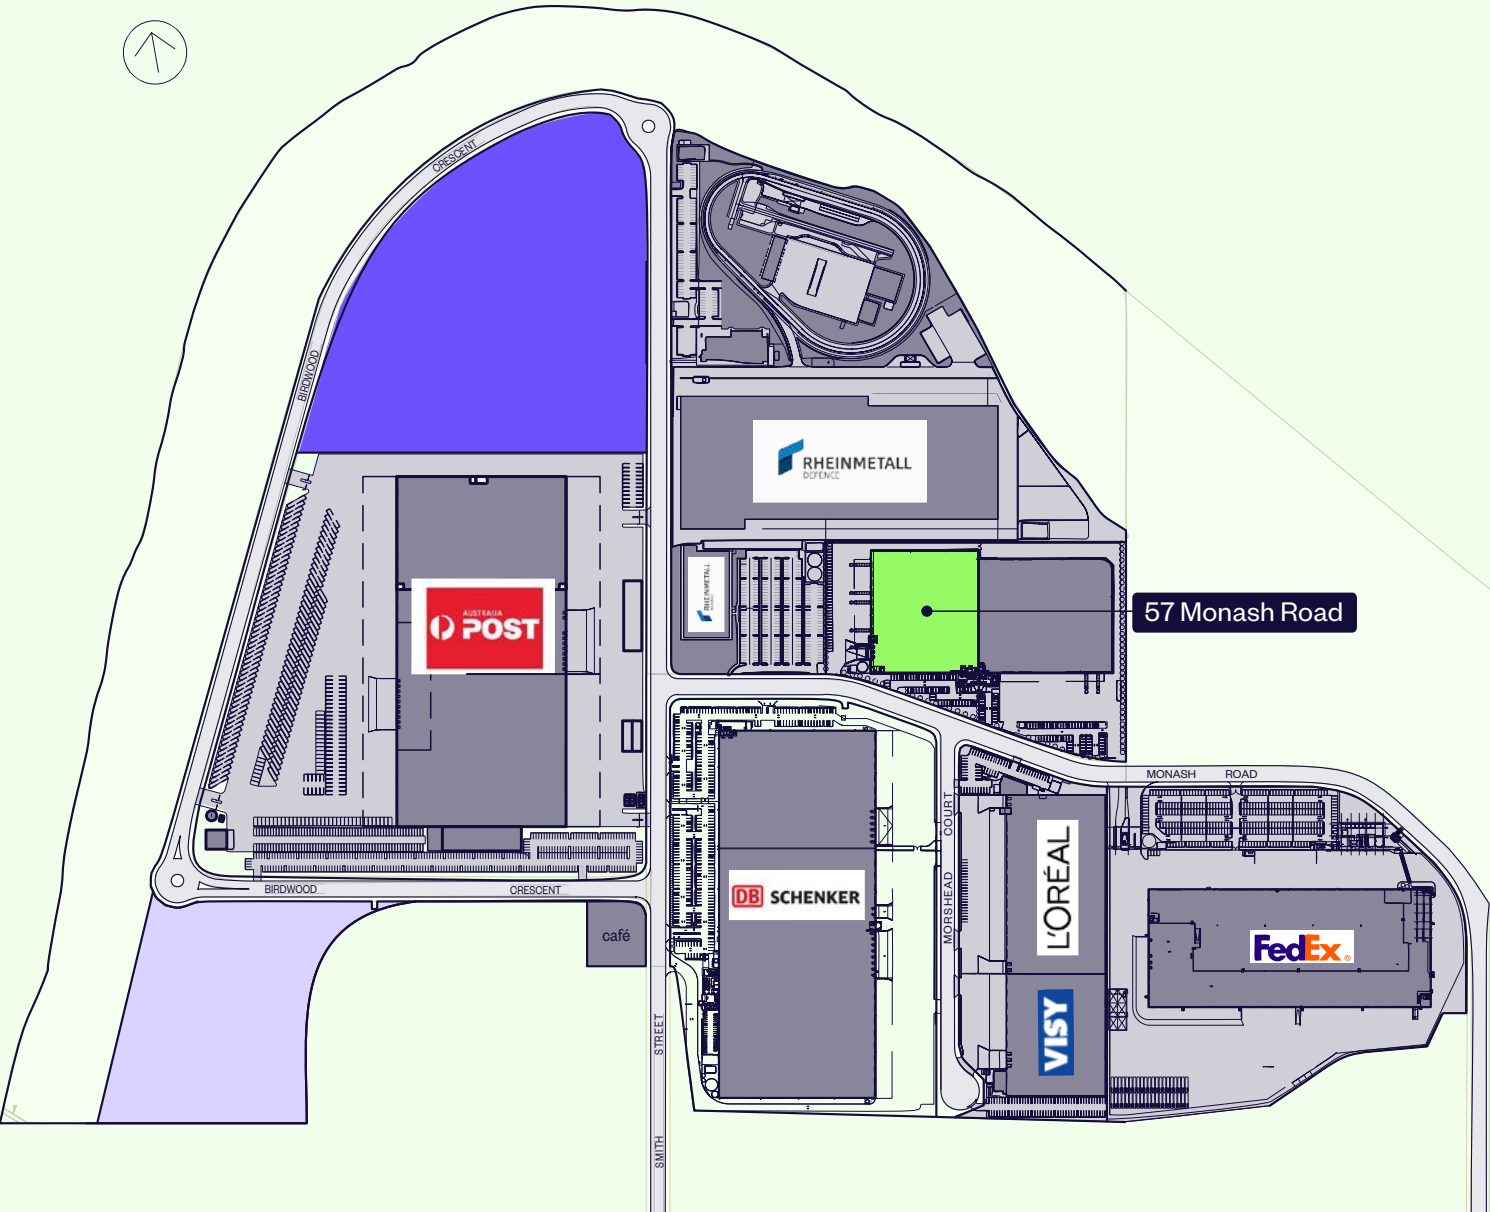 CRESCENT
BIRDWOOD
RHEINMETALL
DEFENCE
RHEINMETALL
57 Monash Road
AUSTRALIA
POST
MONASH ROAD
MORSHEAD COURT
L'ORÉAL
DB SCHENKER
BIRDWOOD CRESCENT
café
FedEx®
VISY
SMITH STREET